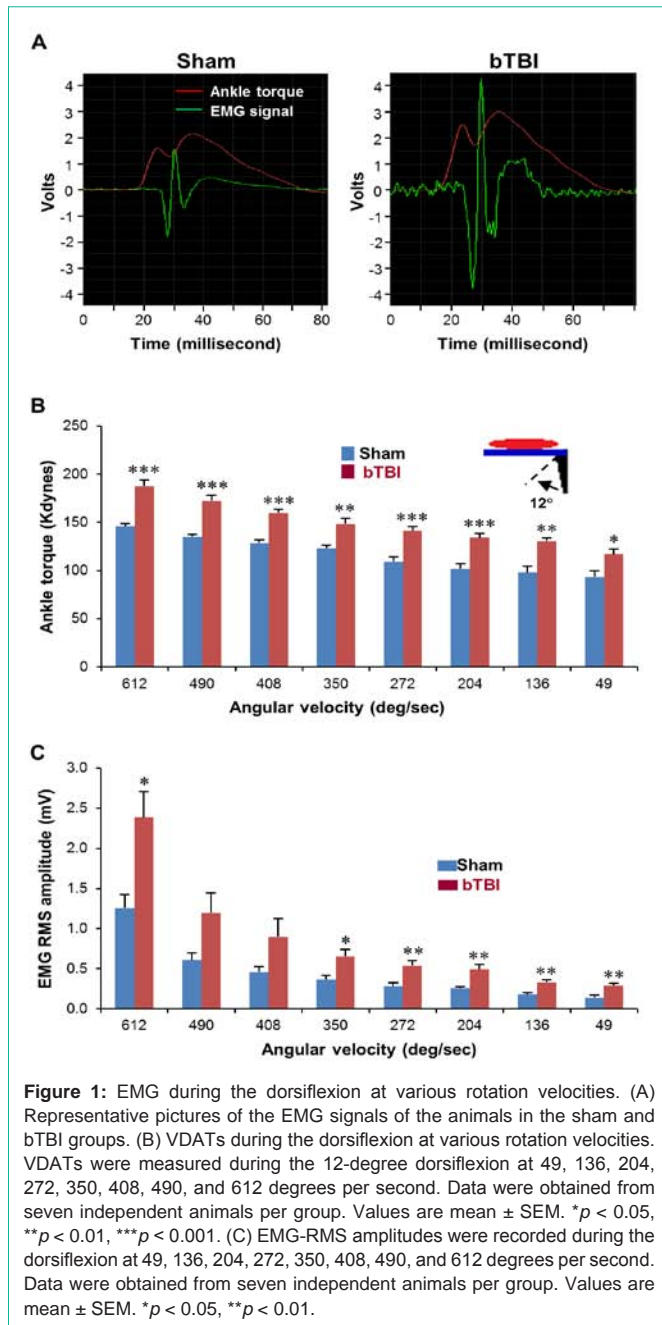 A
Sham
bTBI
Ankle torque
EMG signal
Volts
4
3
2
1
0
-1
-2
-3
-4
0 20 40 60 80
Time (millisecond)
Volts
4
3
2
1
0
-1
-2
-3
-4
0 20 40 60
Time (millisecond)
B
Sham
bTBI
12°
Ankle torque (Kdynes)
250
200
150
100
50
0
*** *** *** ** *** *** ** *
612 490 408 350 272 204 136 49
Angular velocity (deg/sec)
C
Sham
bTBI
EMG RMS amplitude (mV)
3.0
2.5
2.0
1.5
1.0
0.5
0.0
* * ** ** ** **
612 490 408 350 272 204 136 49
Angular velocity (deg/sec)
Figure 1: EMG during the dorsiflexion at various rotation velocities. (A)
Representative pictures of the EMG signals of the animals in the sham and
bTBI groups. (B) VDATs during the dorsiflexion at various rotation velocities.
VDATs were measured during the 12-degree dorsiflexion at 49, 136, 204,
272, 350, 408, 490, and 612 degrees per second. Data were obtained from
seven independent animals per group. Values are mean ± SEM. *p < 0.05,
**p < 0.01, ***p < 0.001. (C) EMG-RMS amplitudes were recorded during the
dorsiflexion at 49, 136, 204, 272, 350, 408, 490, and 612 degrees per second.
Data were obtained from seven independent animals per group. Values are
mean ± SEM. *p < 0.05, **p < 0.01.